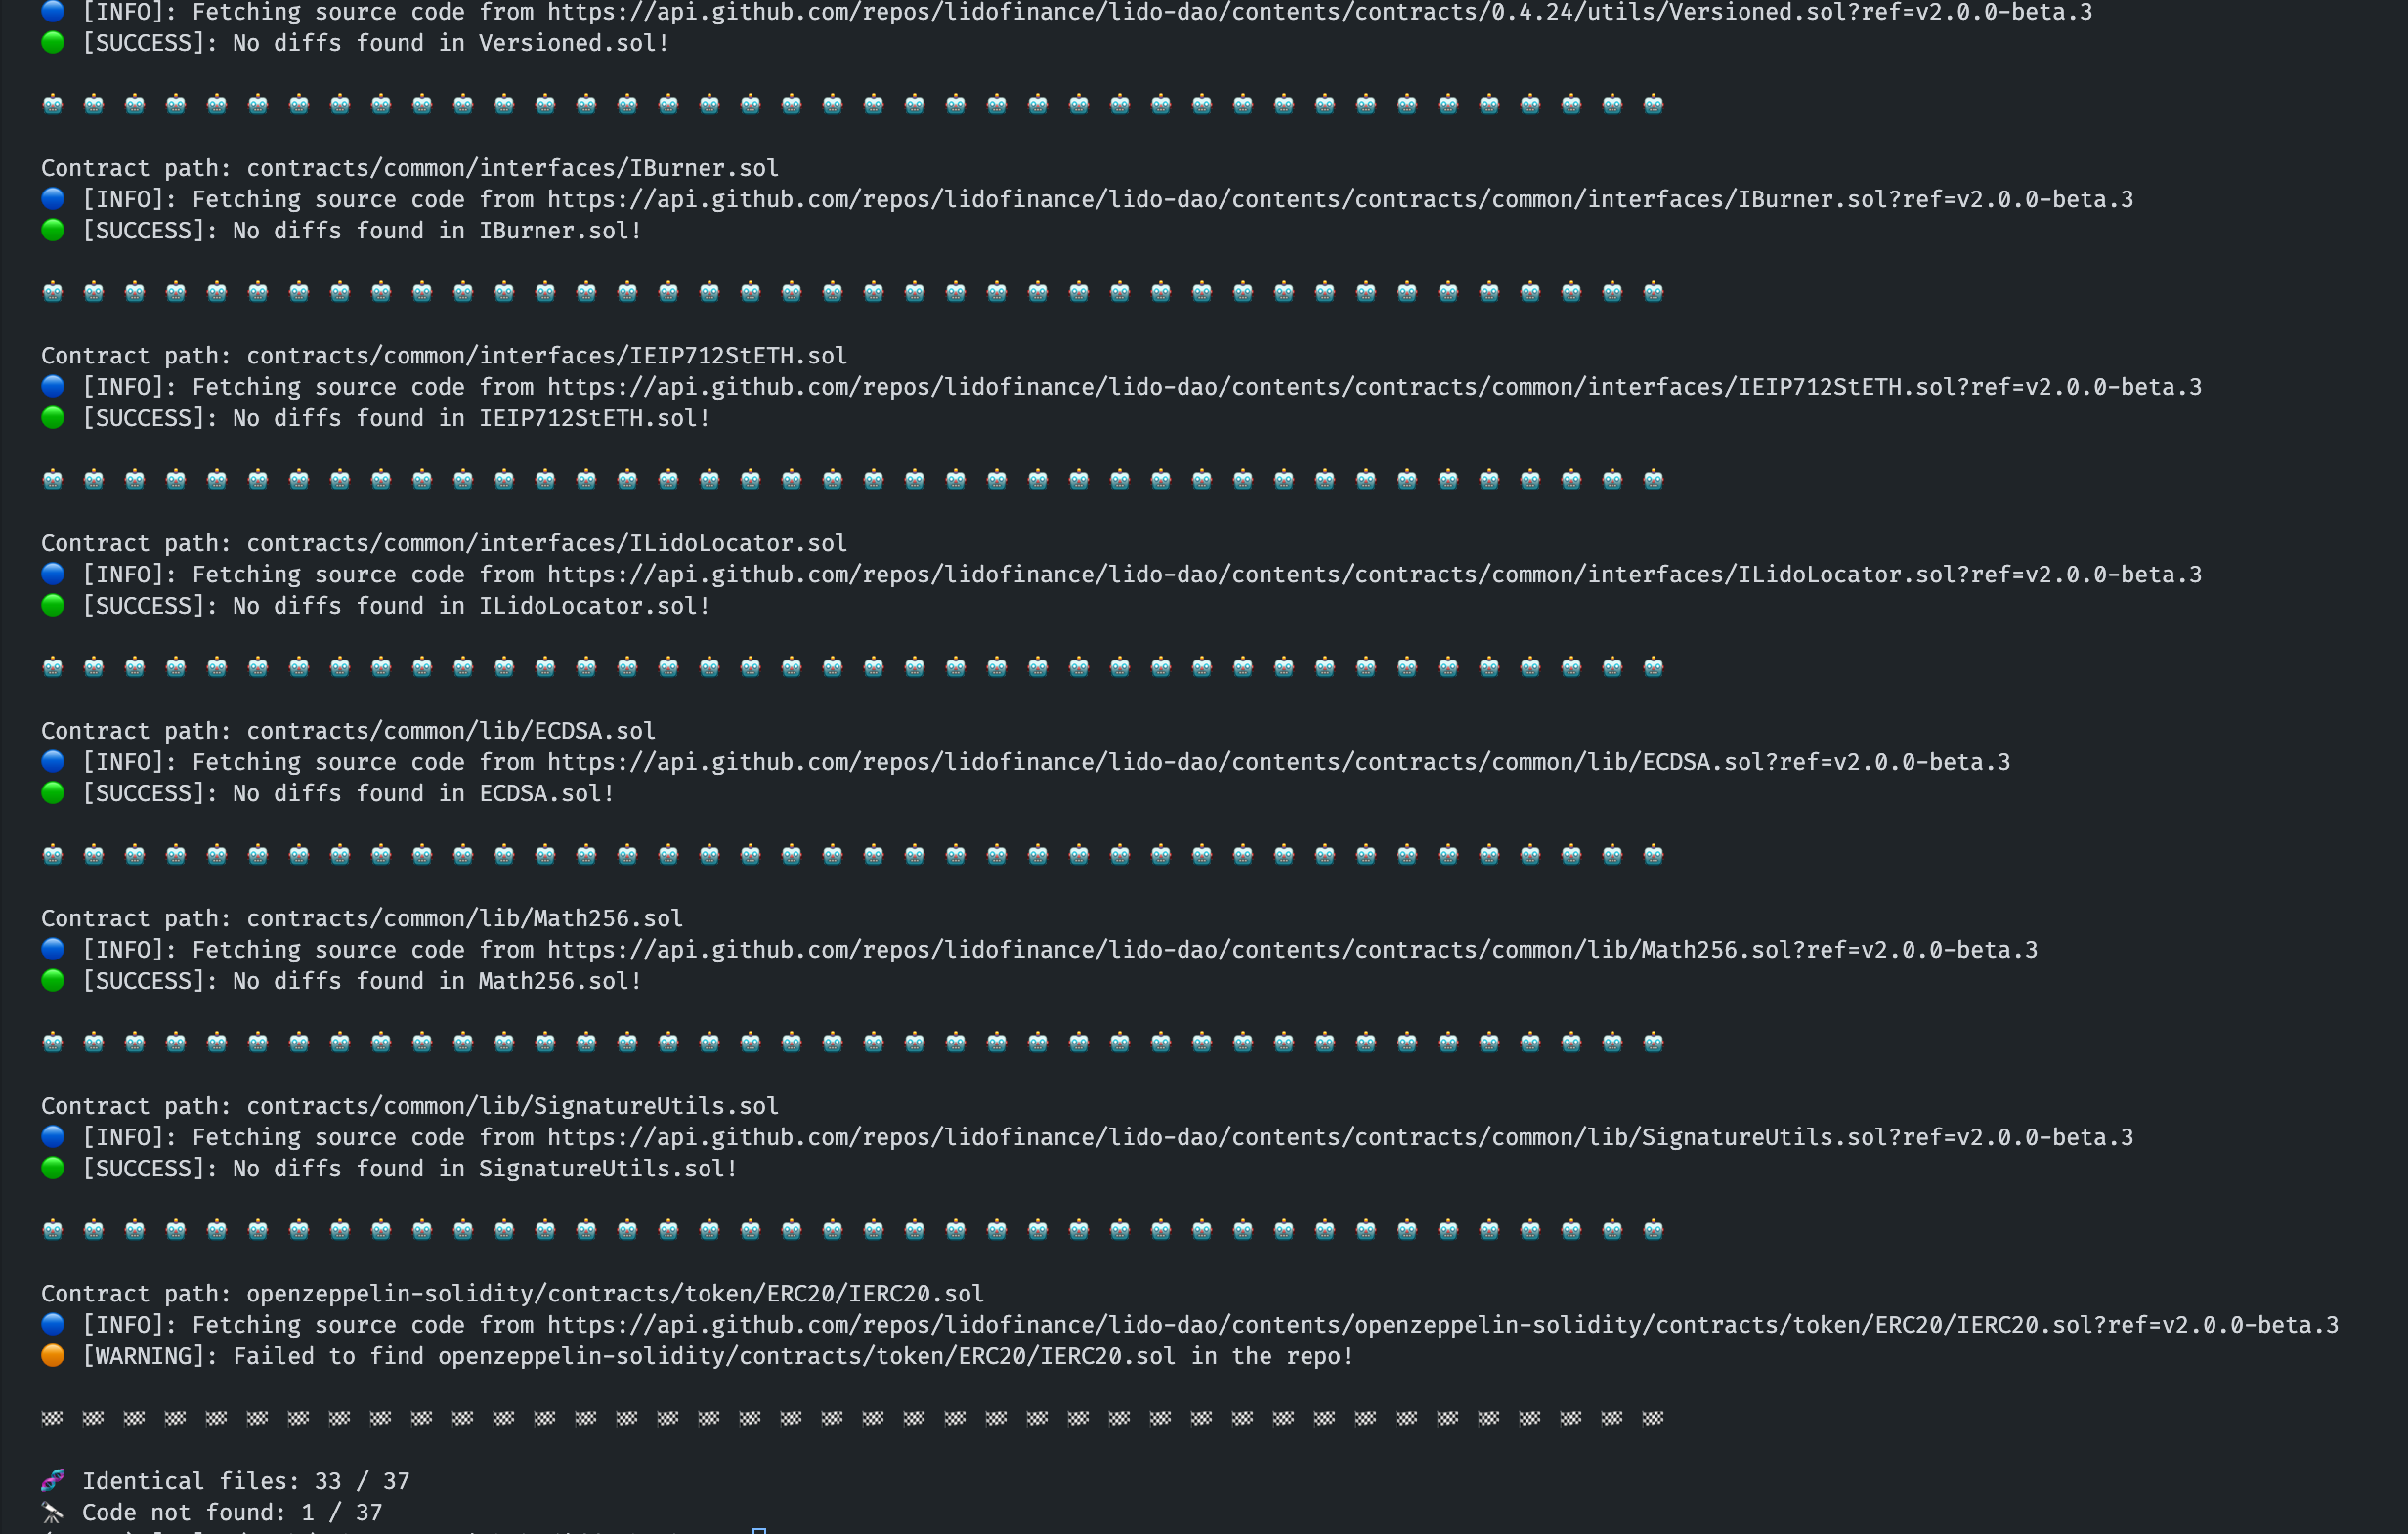 [INFO]: Fetching source code from https://api.github.com/repos/lidofinance/lido-dao/contents/contracts/0.4.24/utils/Versioned.sol?ref=v2.0.0-beta.3
[SUCCESS]: No diffs found in Versioned.sol!
Contract path: contracts/common/interfaces/IBurner.sol
[INFO]: Fetching source code from https://api.github.com/repos/lidofinance/lido-dao/contents/contracts/common/interfaces/IBurner.sol?ref=v2.0.0-beta.3
[SUCCESS]: No diffs found in IBurner.sol!
Contract path: contracts/common/interfaces/IEIP712StETH.sol
[INFO]: Fetching source code from https://api.github.com/repos/lidofinance/lido-dao/contents/contracts/common/interfaces/IEIP712StETH.sol?ref=v2.0.0-beta.3
[SUCCESS]: No diffs found in IEIP712StETH.sol!
Contract path: contracts/common/interfaces/ILidoLocator.sol
[INFO]: Fetching source code from https://api.github.com/repos/lidofinance/lido-dao/contents/contracts/common/interfaces/ILidoLocator.sol?ref=v2.0.0-beta.3
[SUCCESS]: No diffs found in ILidoLocator.sol!
Contract path: contracts/common/lib/ECDSA.sol
[INFO]: Fetching source code from https://api.github.com/repos/lidofinance/lido-dao/contents/contracts/common/lib/ECDSA.sol?ref=v2.0.0-beta.3
[SUCCESS]: No diffs found in ECDSA.sol!
Contract path: contracts/common/lib/Math256.sol
[INFO]: Fetching source code from https://api.github.com/repos/lidofinance/lido-dao/contents/contracts/common/lib/Math256.sol?ref=v2.0.0-beta.3
[SUCCESS]: No diffs found in Math256.sol!
Contract path: contracts/common/lib/SignatureUtils.sol
[INFO]: Fetching source code from https://api.github.com/repos/lidofinance/lido-dao/contents/contracts/common/lib/SignatureUtils.sol?ref=v2.0.0-beta.3
[SUCCESS]: No diffs found in SignatureUtils.sol!
Contract path: openzeppelin-solidity/contracts/token/ERC20/IERC20.sol
[INFO]: Fetching source code from https://api.github.com/repos/lidofinance/lido-dao/contents/openzeppelin-solidity/contracts/token/ERC20/IERC20.sol?ref=v2.0.0-beta.3
[WARNING]: Failed to find openzeppelin-solidity/contracts/token/ERC20/IERC20.sol in the repo!
Identical files: 33 / 37
Code not found: 1 / 37